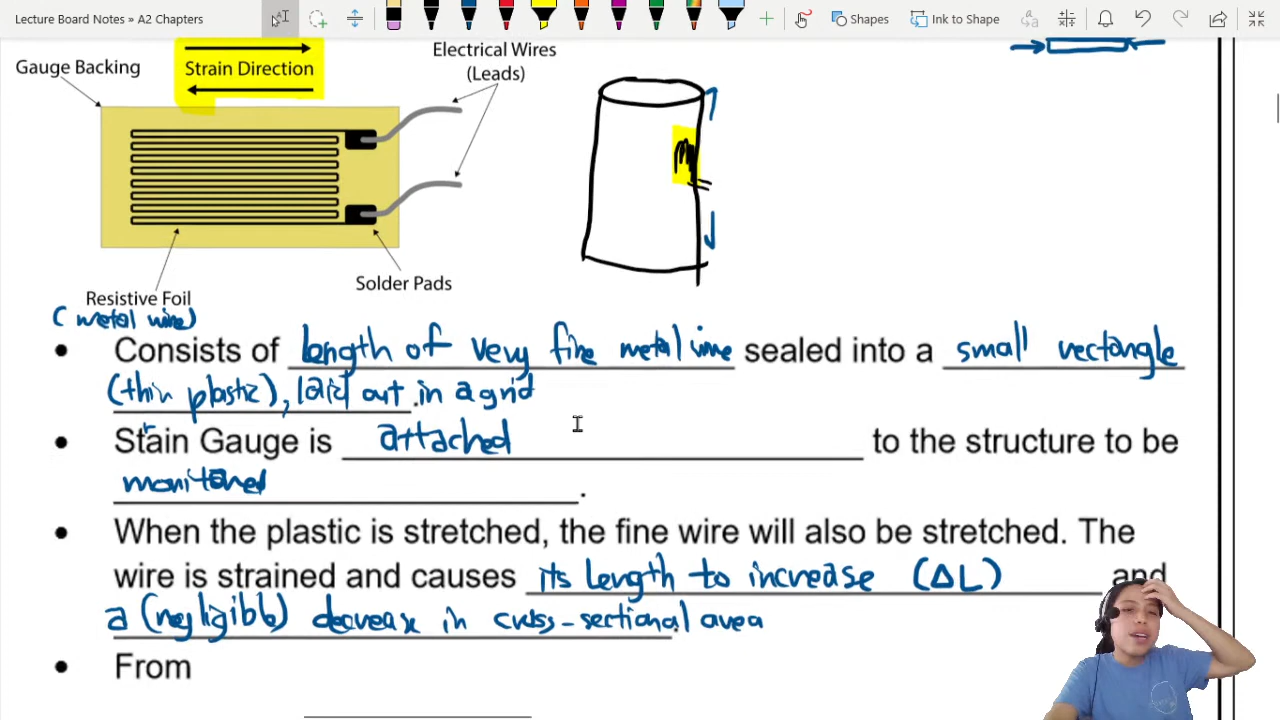 Lecture Board Notes » A2 Chapters
Shapes
Ink to Shape
Gauge Backing
Strain Direction
Electrical Wires
(Leads)
Solder Pads
Resistive Foil
(metal wire)
Consists of length of very fine metal wire sealed into a small rectangle
(thin plastic), laid out in a grid.
Strain Gauge is attached to the structure to be
monitored.
When the plastic is stretched, the fine wire will also be stretched. The
wire is strained and causes its length to increase (ΔL) and
a (negligible) decrease in cross-sectional area.
From